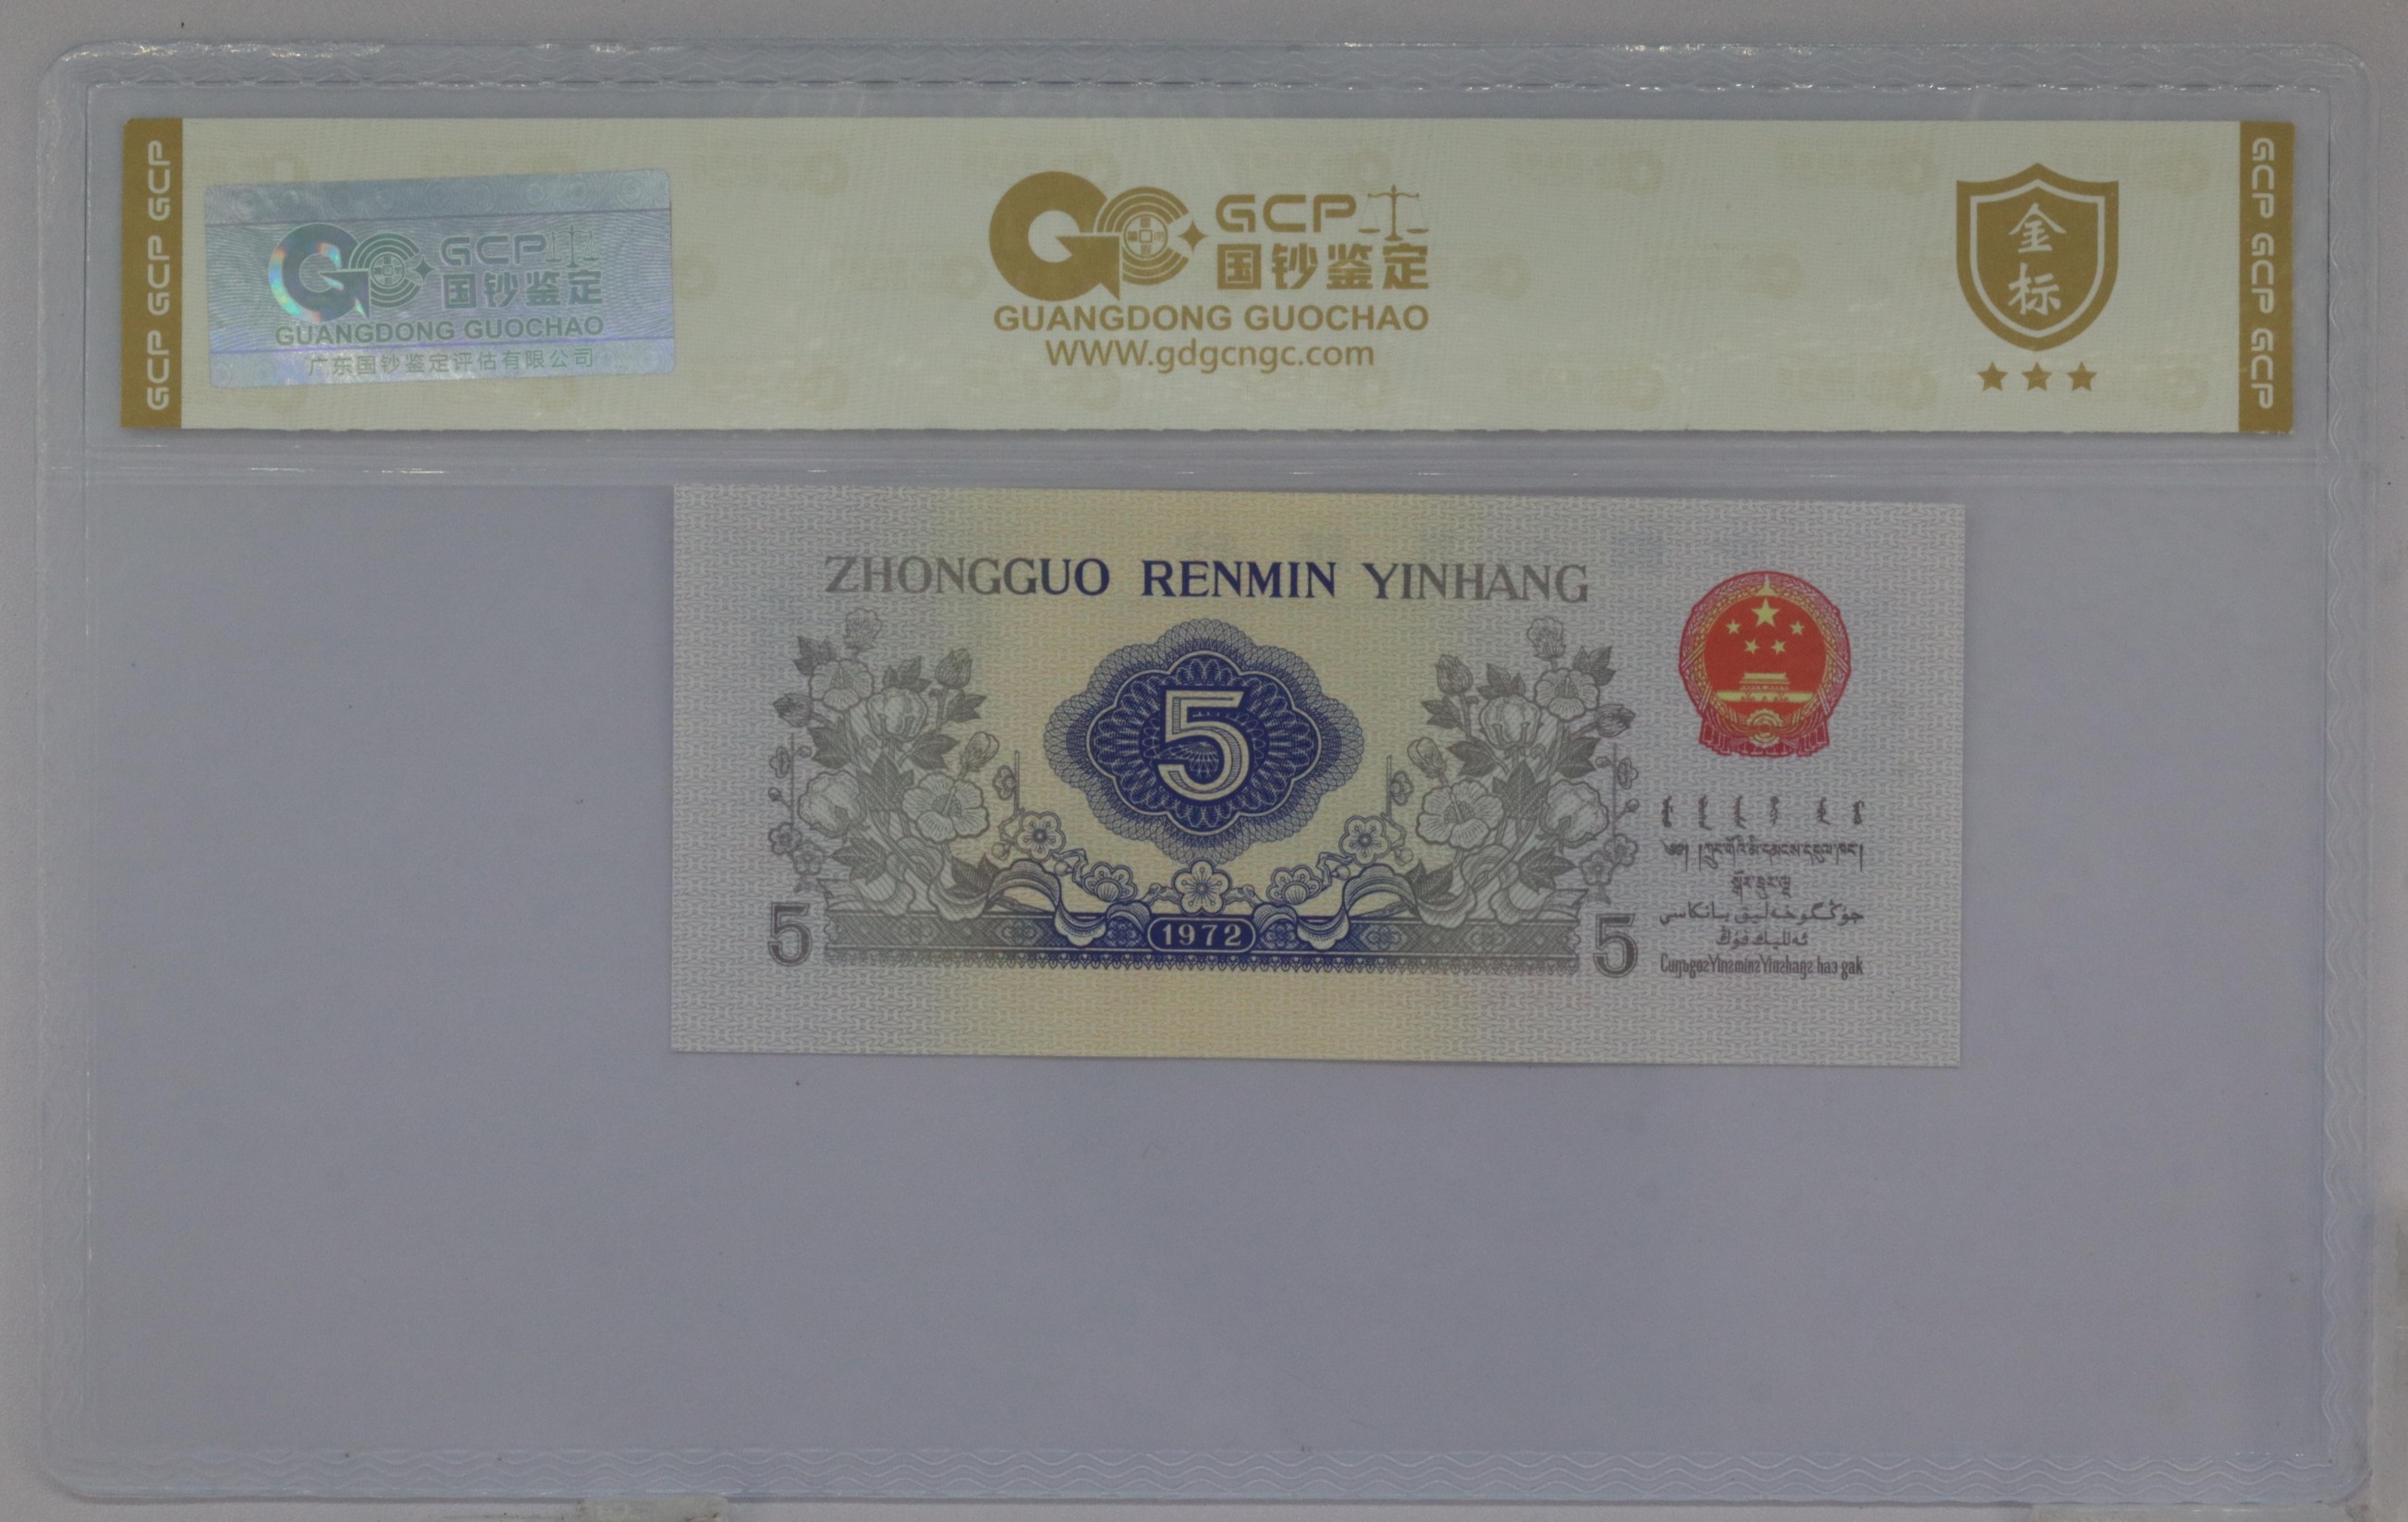 GCP GCP GCP
GCP
国钞鉴定
GUANGDONG GUOCHAO
广东国钞鉴定评估有限公司
GCP
国钞鉴定
GUANGDONG GUOCHAO
WWW.gdgcngc.com
金
标
GCP GCP GCP
ZHONGGUO RENMIN YINHANG
5
5
1972
5
جۇڭگوخەلىق بانكاسى